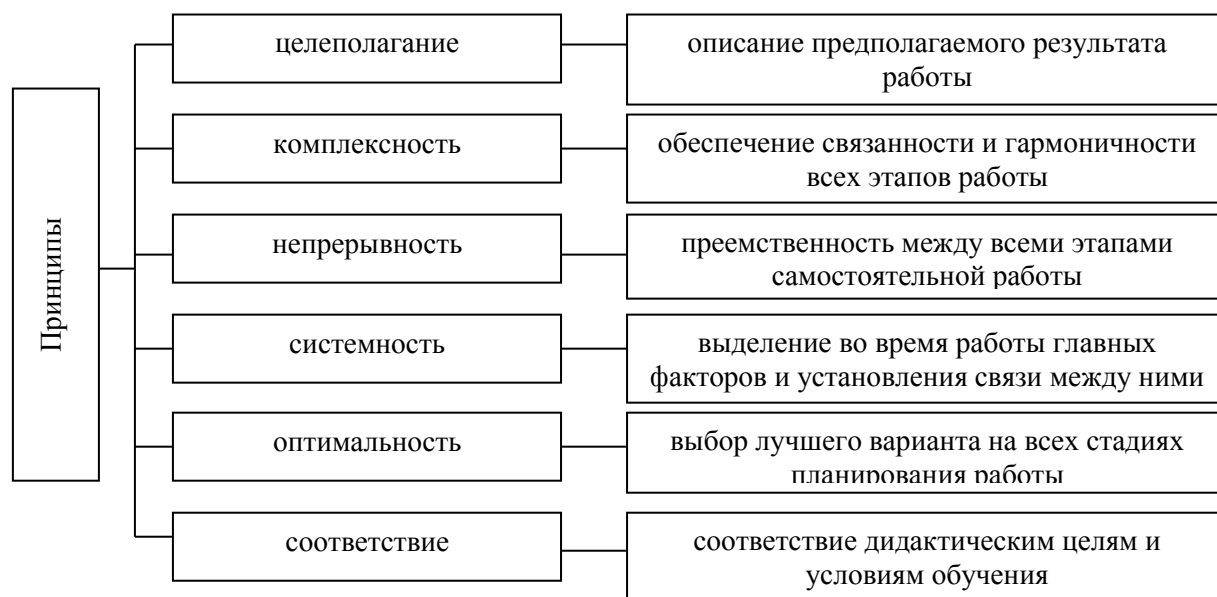 Принципы
целеполагание
описание предполагаемого результата
работы
комплексность
обеспечение связанности и гармоничности
всех этапов работы
непрерывность
преемственность между всеми этапами
самостоятельной работы
системность
выделение во время работы главных
факторов и установления связи между ними
оптимальность
выбор лучшего варианта на всех стадиях
планирования работы
соответствие
соответствие дидактическим целям и
условиям обучения